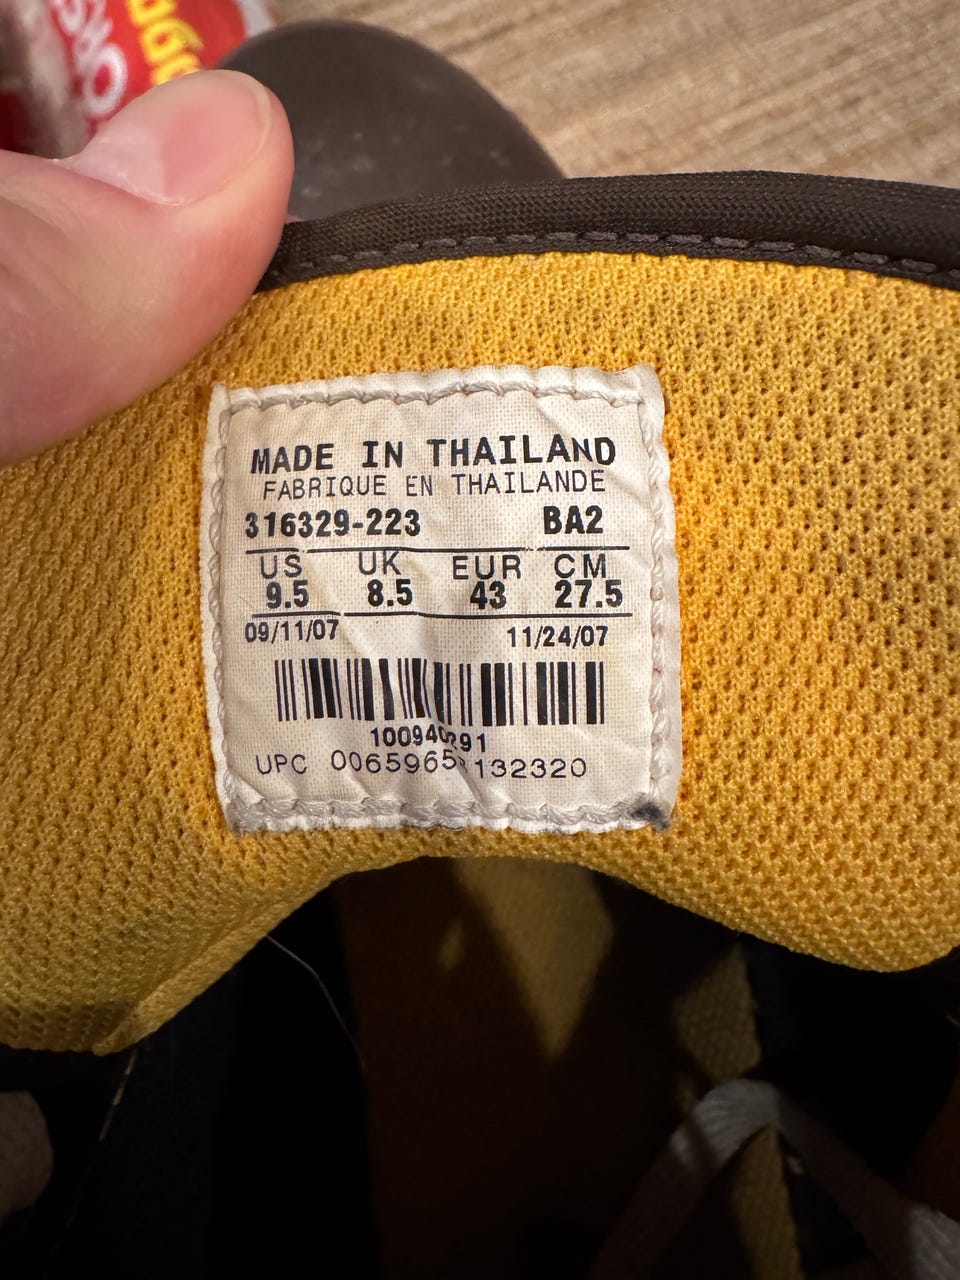 MADE IN THAILAND
FABRIQUE EN THAILANDE
316329-223 BA2
US UK EUR CM
9.5 8.5 43 27.5
09/11/07 11/24/07
UPC